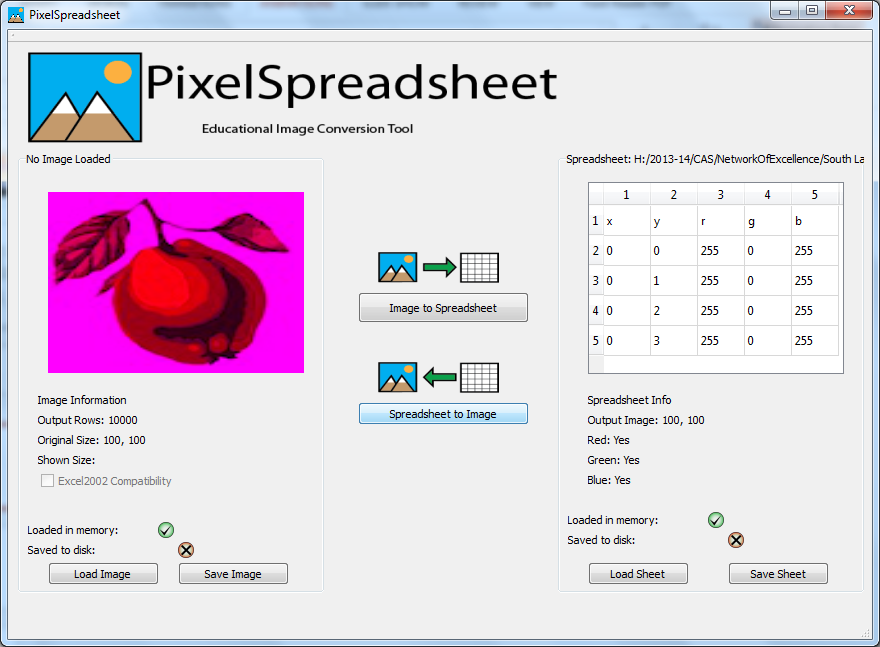 PixelSpreadsheet
PixelSpreadsheet
Educational Image Conversion Tool
No Image Loaded
Image Information
Output Rows: 10000
Original Size: 100, 100
Shown Size:
Excel2002 Compatibility
Loaded in memory:
Saved to disk:
Load Image Save Image
Image to Spreadsheet
Spreadsheet to Image
Spreadsheet: H:/2013-14/CAS/NetworkOfExcellence/South La
1 2 3 4 5
1 x y r g b
2 0 0 255 0 255
3 0 1 255 0 255
4 0 2 255 0 255
5 0 3 255 0 255
Spreadsheet Info
Output Image: 100, 100
Red: Yes
Green: Yes
Blue: Yes
Loaded in memory:
Saved to disk:
Load Sheet Save Sheet